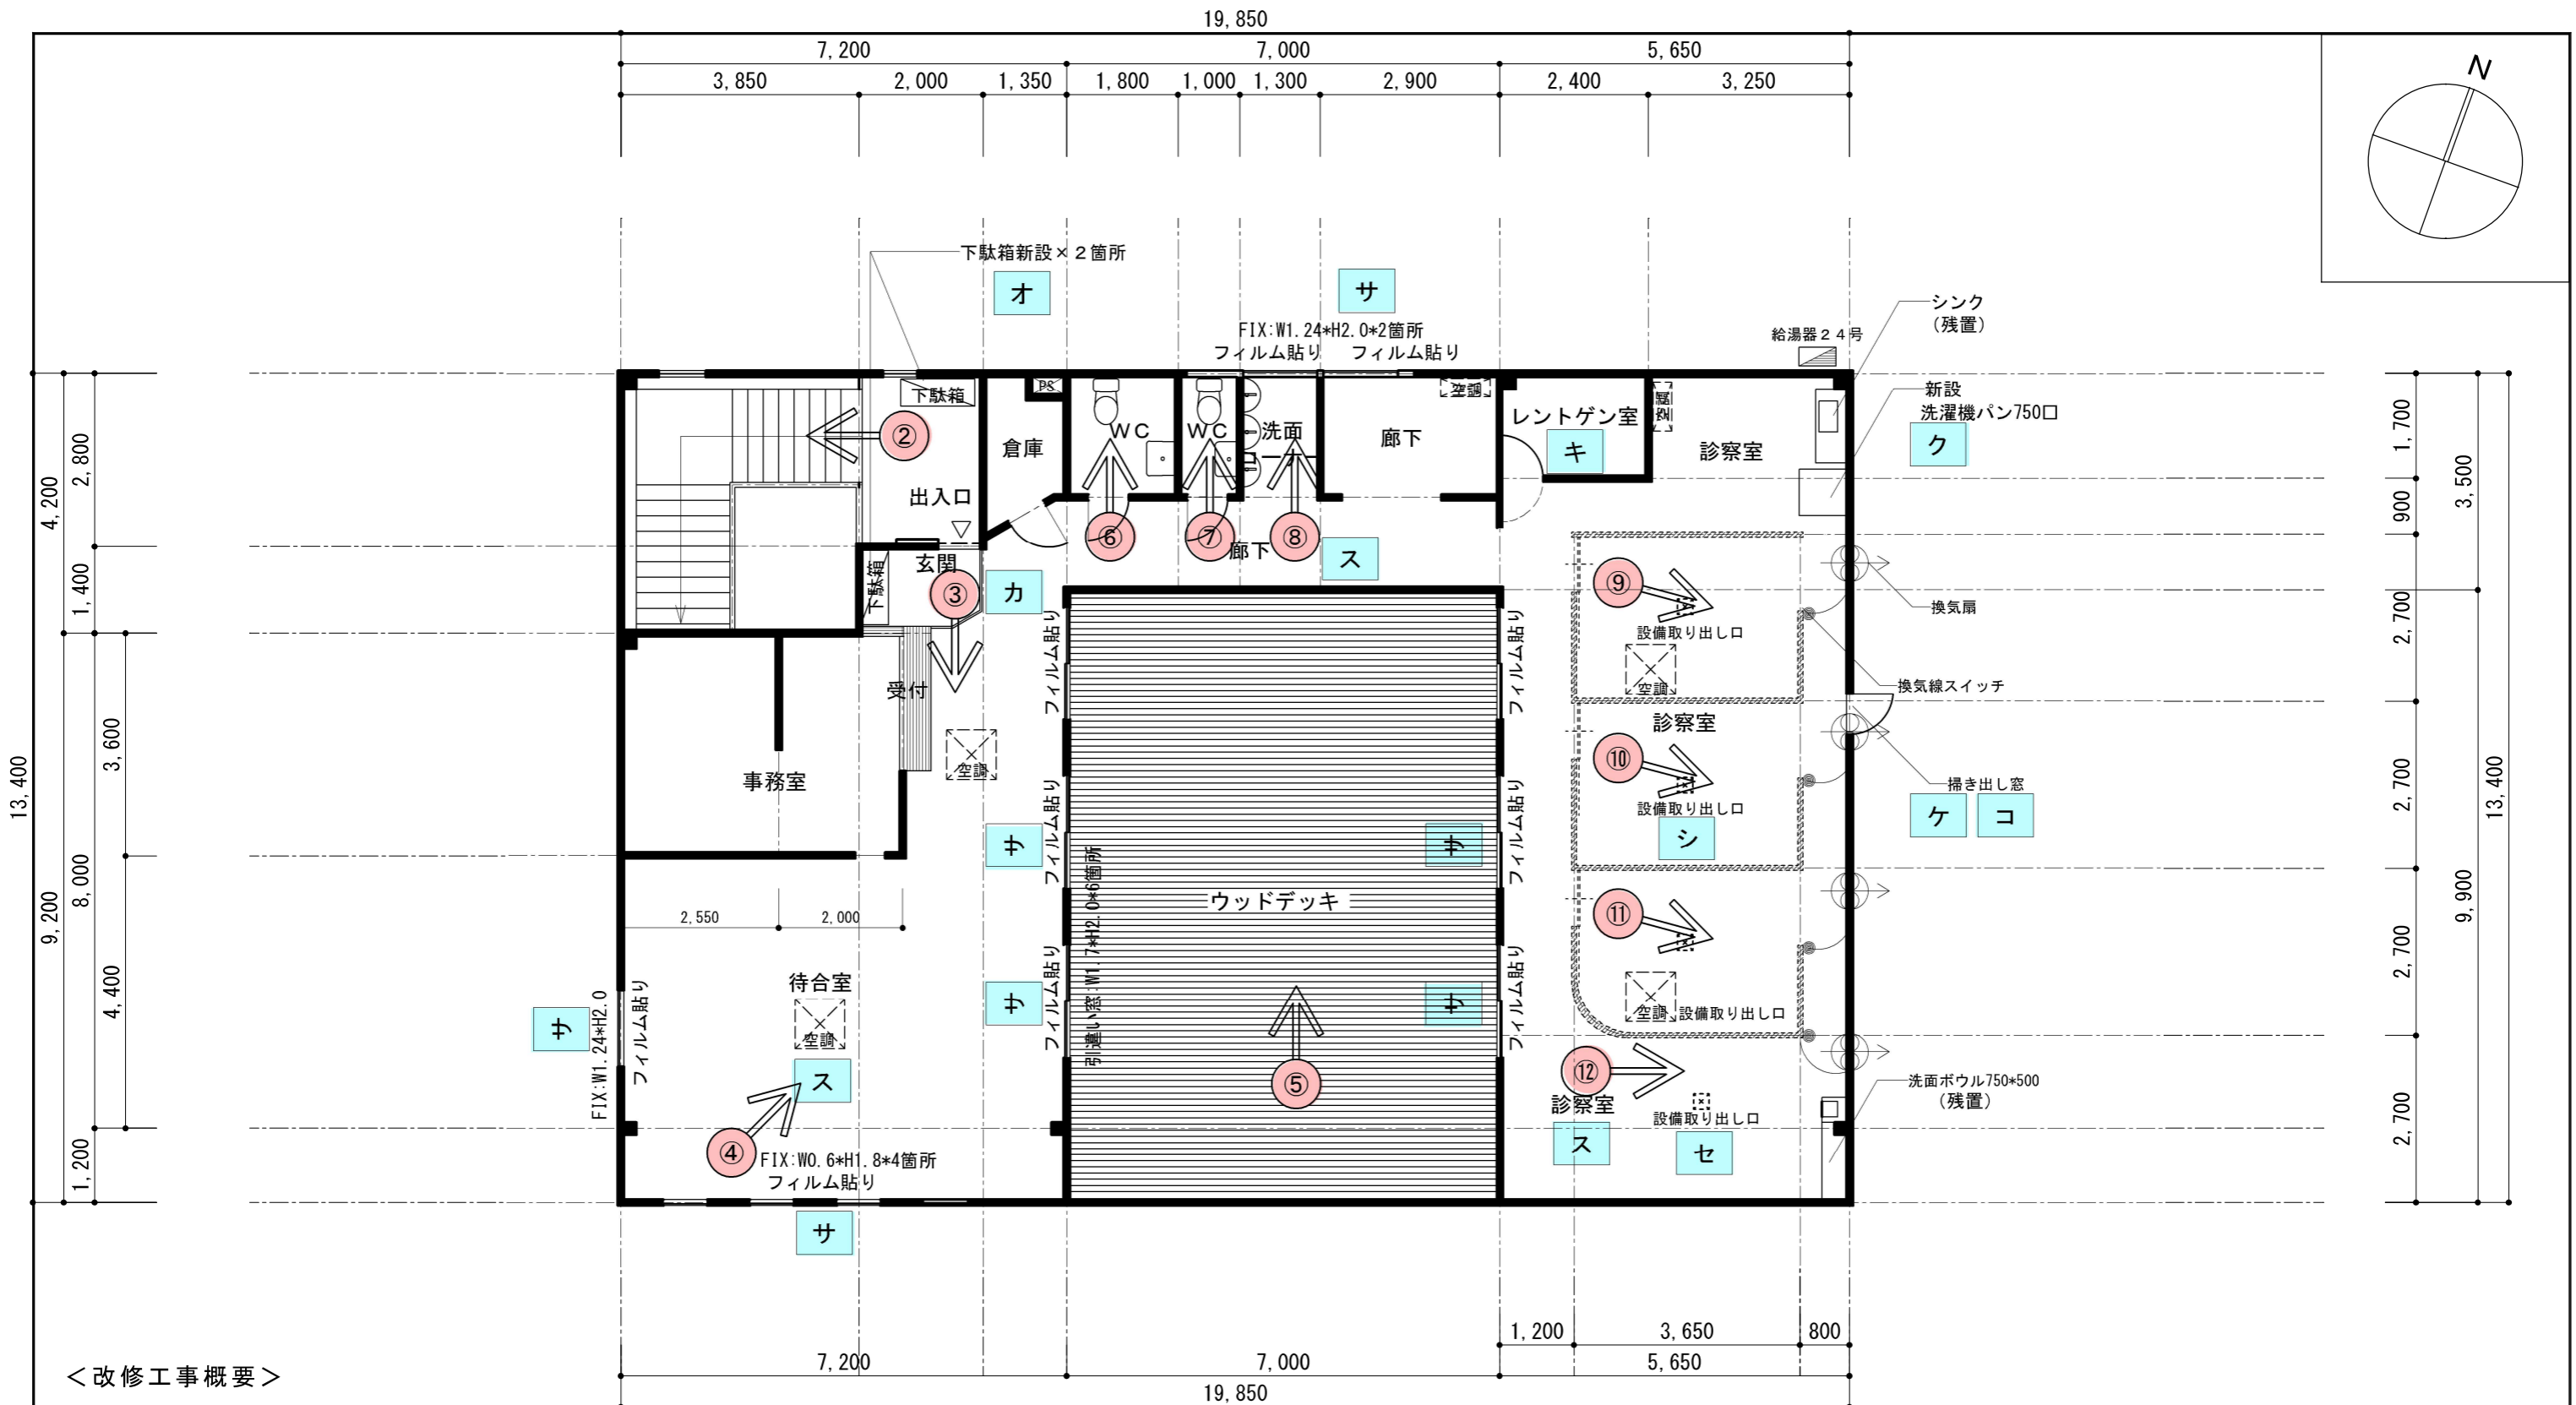 19,850
7,200 7,000 5,650
3,850 2,000 1,350 1,800 1,000 1,300 2,900 2,400 3,250
N
下駄箱新設×２箇所
オ
サ
FIX:W1.24*H2.0*2箇所
フィルム貼り フィルム貼り
給湯器２４号
シンク
（残置）
新設
洗濯機パン750口
ク
下駄箱
PS
空調
空調
②
倉庫
WC
WC
洗面
コーナー
廊下
レントゲン室
キ
診察室
出入口
⑥
⑦
⑧
廊下
ス
玄関
下駄箱
③
カ
⑨
設備取り出し口
空調
換気扇
換気線スイッチ
受付
空調
事務室
フィルム貼り
フィルム貼り
フィルム貼り
フィルム貼り
フィルム貼り
フィルム貼り
引違い窓:W1.7*H2.0*6箇所
サ
サ
サ
サ
ウッドデッキ
⑤
診察室
⑩
設備取り出し口
シ
掃き出し窓
ケ
コ
⑪
空調
設備取り出し口
2,550 2,000
待合室
空調
ス
サ
FIX:W1.24*H2.0
フィルム貼り
④
FIX:W0.6*H1.8*4箇所
フィルム貼り
サ
⑫
診察室
設備取り出し口
ス
セ
洗面ボウル750*500
（残置）
13,400
4,200
9,200
2,800
1,400
8,000
1,200
3,600
4,400
1,700
900
2,700
2,700
2,700
2,700
3,500
9,900
13,400
1,200 3,650 800
7,200 7,000 5,650
19,850
＜改修工事概要＞